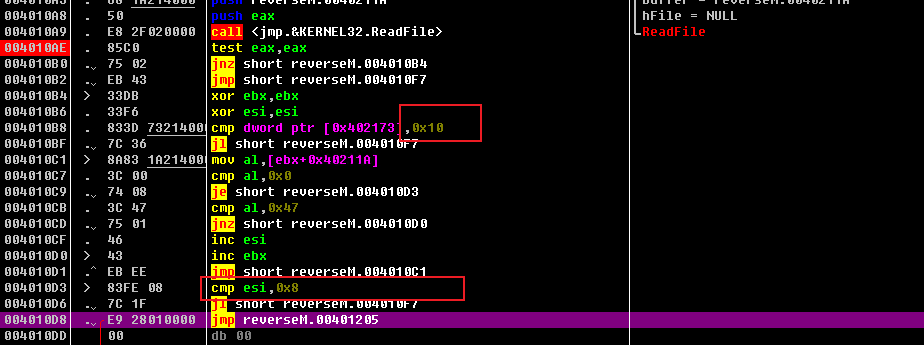 push reverseM.0040211A buffer = reverseM.0040211A
004010A8 . 50 push eax hFile = NULL
004010A9 . E8 2F020000 call <jmp.&KERNEL32.ReadFile> ReadFile
004010AE . 85C0 test eax,eax
004010B0 .v 75 02 jnz short reverseM.004010B4
004010B2 .v EB 43 jmp short reverseM.004010F7
004010B4 > 33DB xor ebx,ebx
004010B6 . 33F6 xor esi,esi
004010B8 . 833D 73214000 cmp dword ptr [0x402173],0x10
004010BF .v 7C 36 jl short reverseM.004010F7
004010C1 > 8A83 1A214000 mov al,[ebx+0x40211A]
004010C7 . 3C 00 cmp al,0x0
004010C9 .v 74 08 je short reverseM.004010D3
004010CB . 3C 47 cmp al,0x47
004010CD .v 75 01 jnz short reverseM.004010D0
004010CF . 46 inc esi
004010D0 > 43 inc ebx
004010D1 .^ EB EE jmp short reverseM.004010C1
004010D3 > 83FE 08 cmp esi,0x8
004010D6 .v 7C 1F jl short reverseM.004010F7
004010D8 .v E9 28010000 jmp reverseM.00401205
004010DD 00 db 00